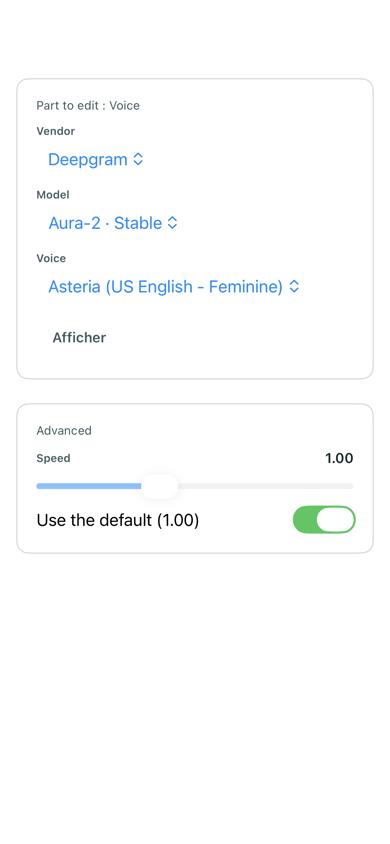 Part to edit : Voice
Vendor
Deepgram
Model
Aura-2 · Stable
Voice
Asteria (US English - Feminine)
Afficher
Advanced
Speed 1.00
Use the default (1.00)